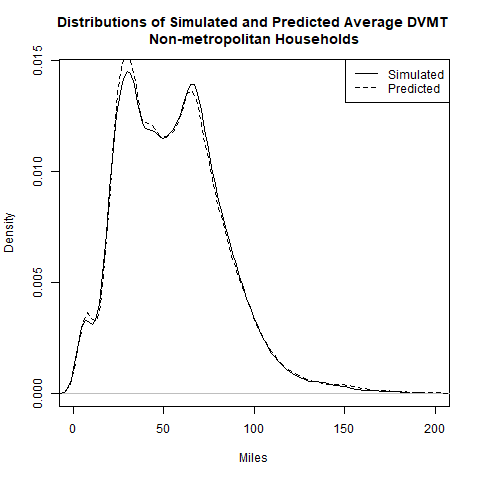 Distributions of Simulated and Predicted Average DVMT
Non-metropolitan Households
Simulated
Predicted
Density
0.015
0.010
0.005
0.000
0
50
100
150
200
Miles